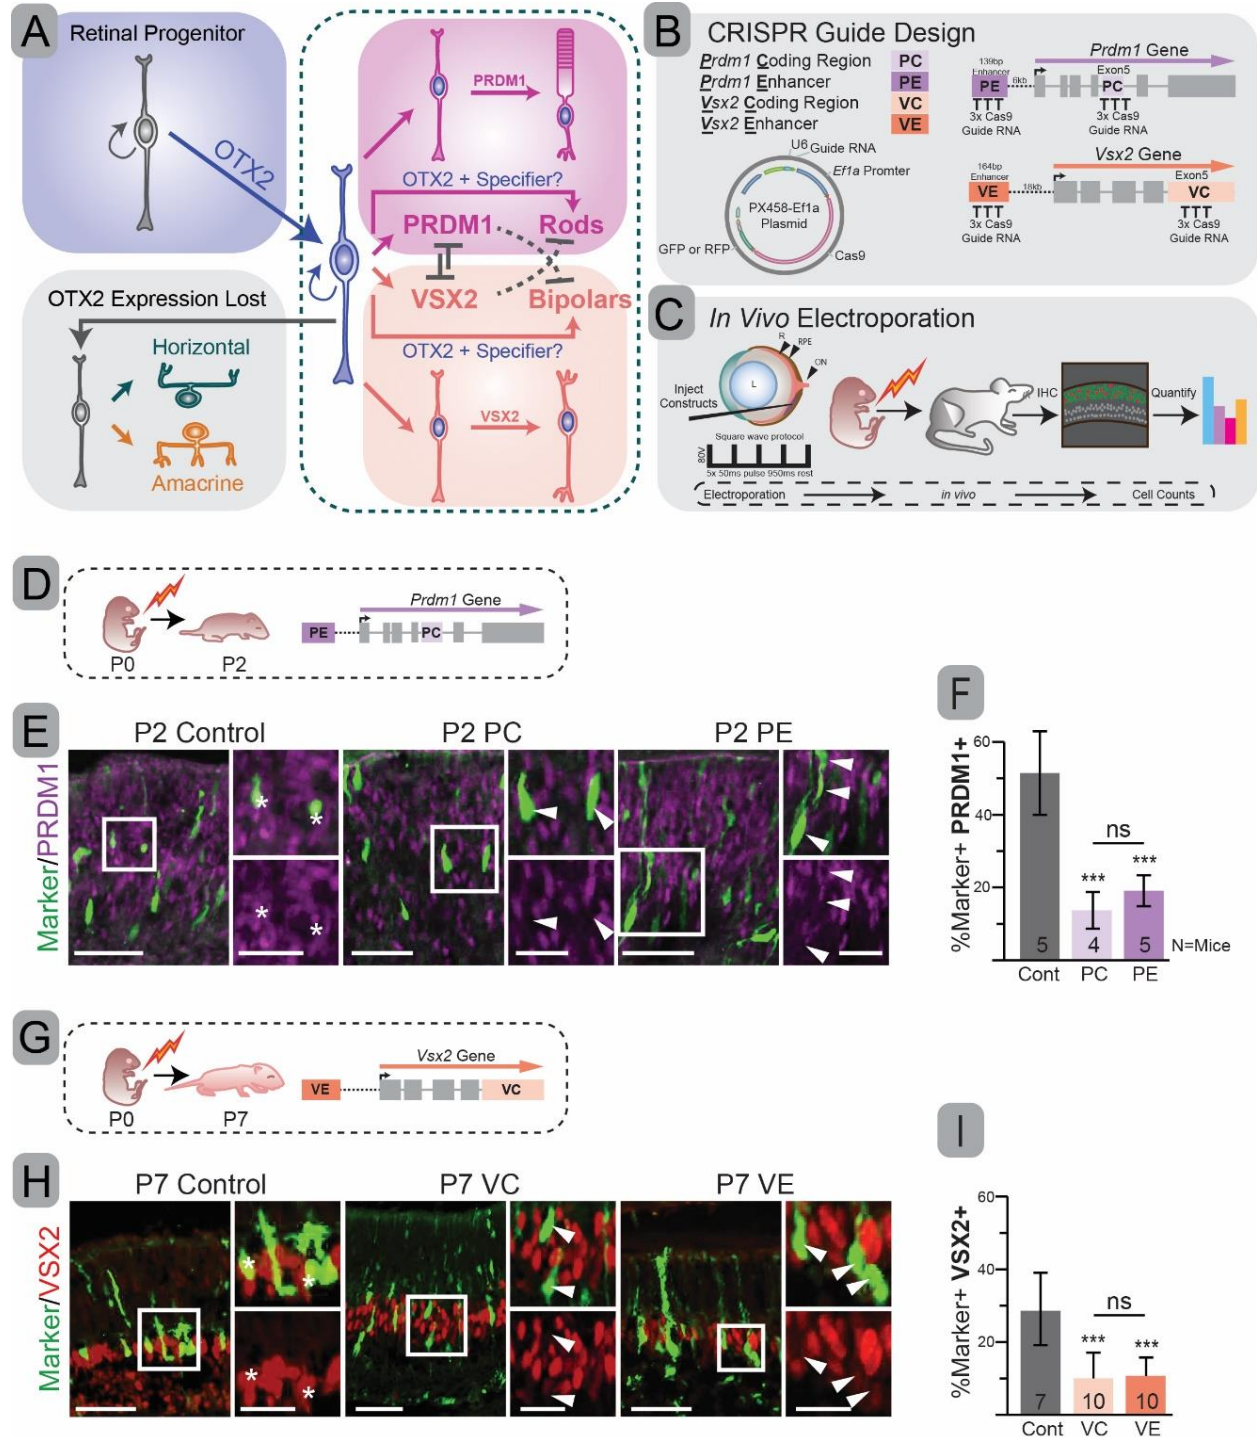 A
Retinal Progenitor
OTX2
PRDM1
OTX2 + Specifier?
PRDM1
Rods
VSX2
Bipolars
OTX2 + Specifier?
VSX2
OTX2 Expression Lost
Horizontal
Amacrine
B
CRISPR Guide Design
Prdm1 Coding Region
PC
Prdm1 Enhancer
PE
Vsx2 Coding Region
VC
Vsx2 Enhancer
VE
U6
Guide RNA
Ef1a Promter
PX458-Ef1a
Plasmid
GFP or RFP
Cas9
Prdm1 Gene
139bp
Enhancer
6kb
Exon5
PE
PC
3x Cas9
Guide RNA
3x Cas9
Guide RNA
Vsx2 Gene
164bp
Enhancer
18kb
Exon5
VE
VC
3x Cas9
Guide RNA
3x Cas9
Guide RNA
C
In Vivo Electroporation
R
RPE
ON
L
Inject
Constructs
Square wave protocol
80V
5x 50ms pulse 950ms rest
IHC
Quantify
Electroporation
in vivo
Cell Counts
D
P0
P2
Prdm1 Gene
PE
PC
E
Marker/PRDM1
P2 Control
P2 PC
P2 PE
*
*
*
*
F
%Marker+ PRDM1+
60
40
20
ns
***
***
5
4
5
N=Mice
Cont
PC
PE
G
P0
P7
Vsx2 Gene
VE
VC
H
Marker/VSX2
P7 Control
P7 VC
P7 VE
*
*
*
*
I
%Marker+ VSX2+
60
40
20
ns
***
***
7
10
10
Cont
VC
VE